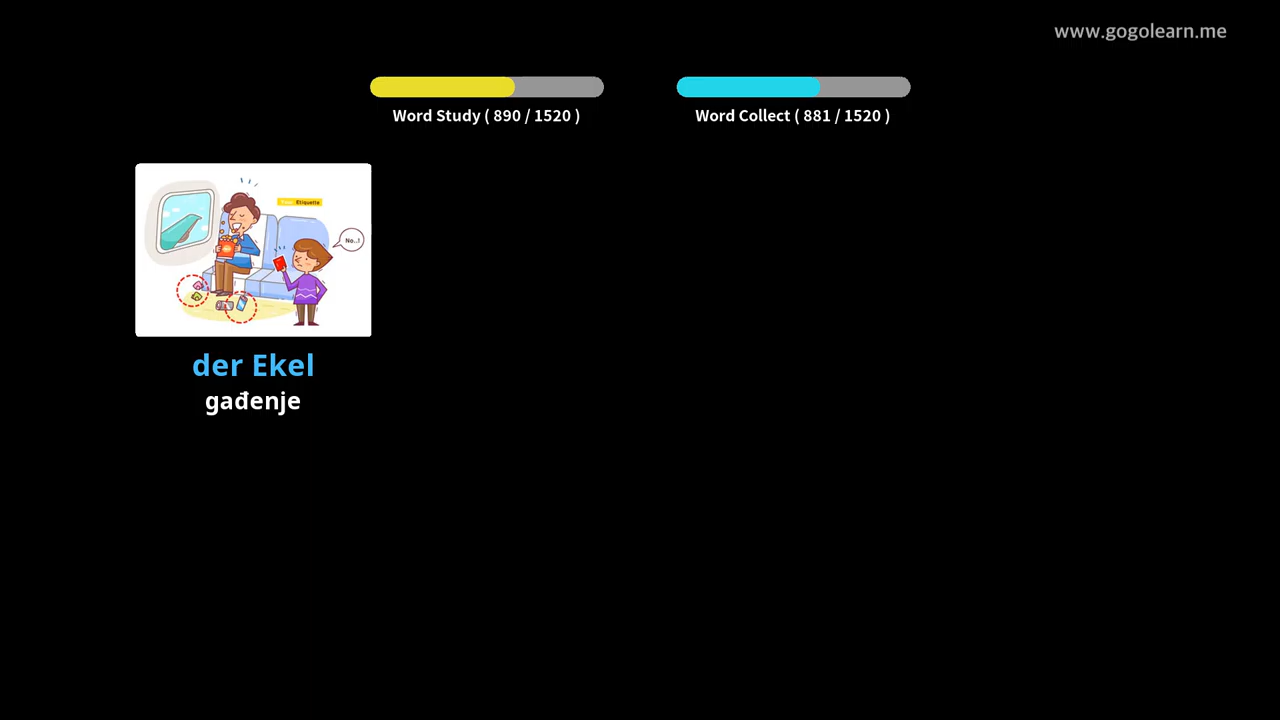 www.gogolearn.me
Word Study ( 890 / 1520 )
Word Collect ( 881 / 1520 )
Etiquette
No..!
der Ekel
gađenje